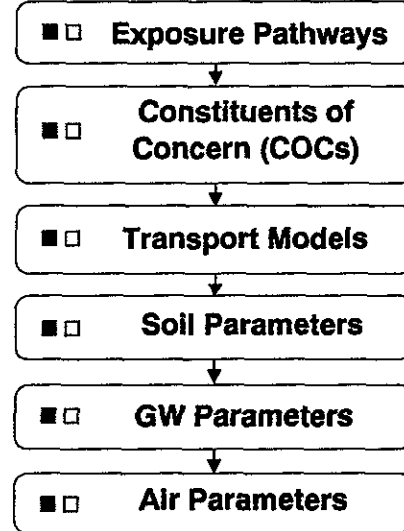 Exposure Pathways
Constituents of
Concern (COCs)
Transport Models
Soil Parameters
GW Parameters
Air Parameters